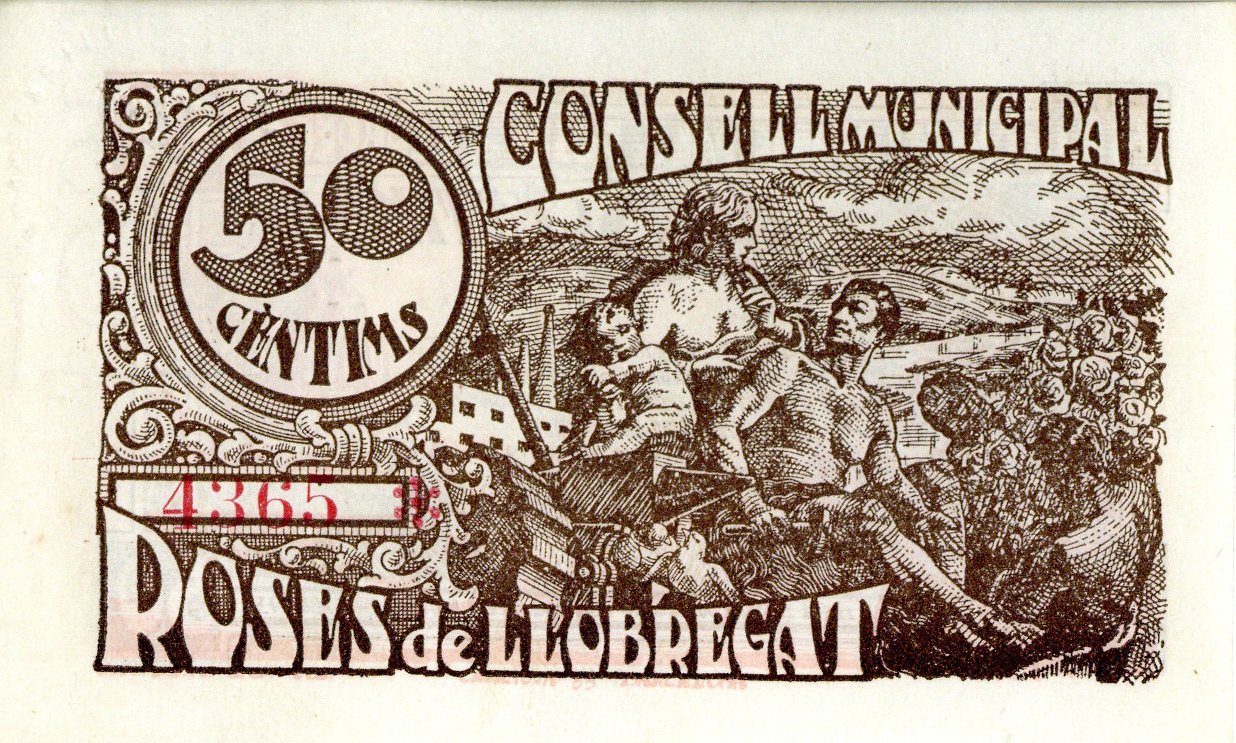 50
CÈNTIMS
CONSELL MUNICIPAL
4365
ROSES de LLOBREGAT